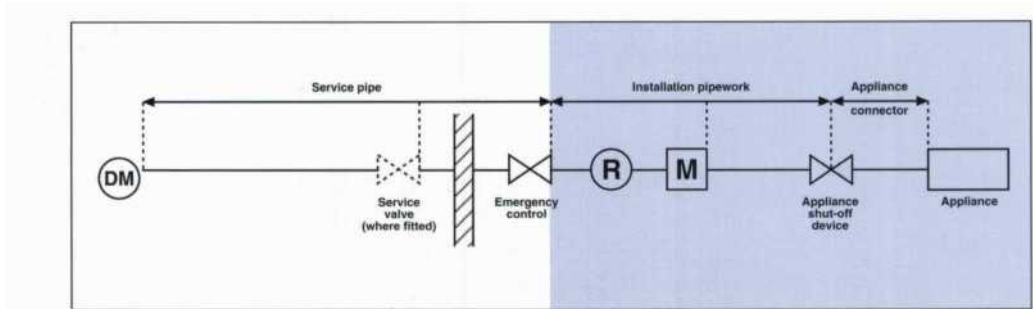 Service pipe
Installation pipework
Appliance
connector
DM
R
M
Service
valve
(where fitted)
Emergency
control
Appliance
shut-off
device
Appliance